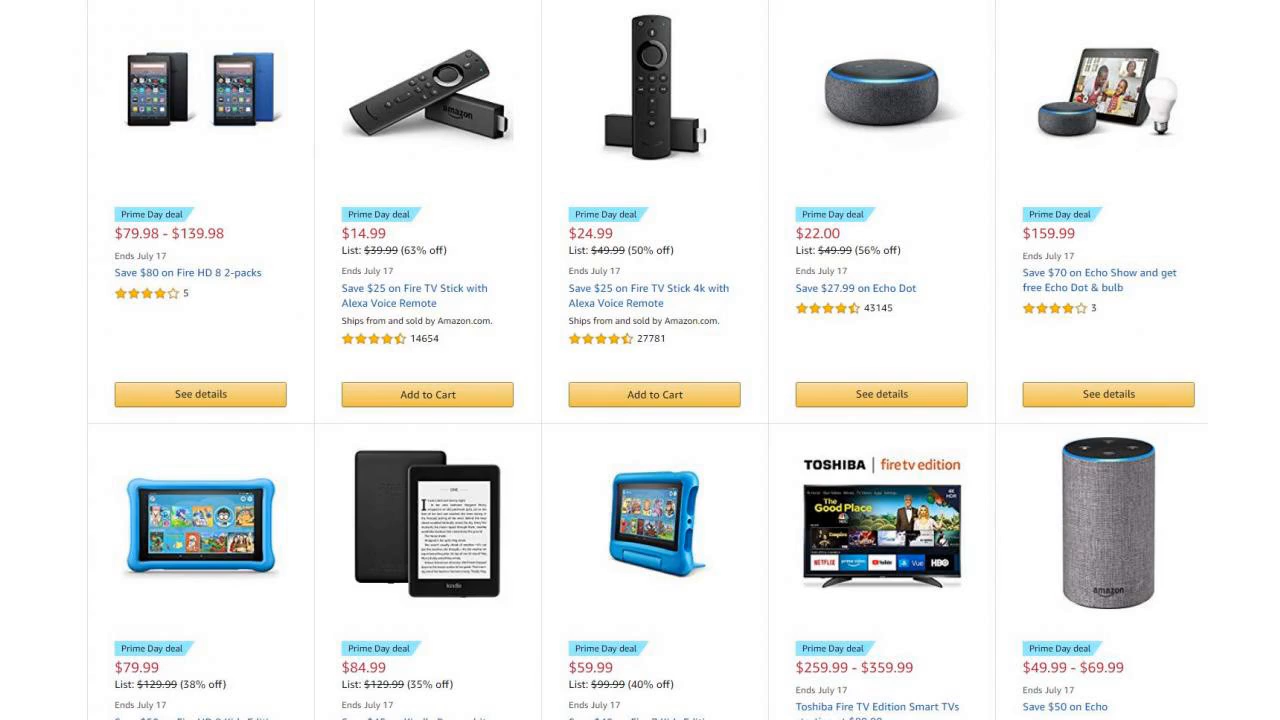 amazon
Prime Day deal
$79.98 - $139.98
Ends July 17
Save $80 on Fire HD 8 2-packs
5
See details
Prime Day deal
$14.99
List: $39.99 (63% off)
Ends July 17
Save $25 on Fire TV Stick with
Alexa Voice Remote
Ships from and sold by Amazon.com.
14654
Add to Cart
Prime Day deal
$24.99
List: $49.99 (50% off)
Ends July 17
Save $25 on Fire TV Stick 4k with
Alexa Voice Remote
Ships from and sold by Amazon.com.
27781
Add to Cart
Prime Day deal
$22.00
List: $49.99 (56% off)
Ends July 17
Save $27.99 on Echo Dot
43145
See details
Prime Day deal
$159.99
Ends July 17
Save $70 on Echo Show and get
free Echo Dot & bulb
3
See details
Prime Day deal
$79.99
List: $129.99 (38% off)
Ends July 17
kindle
Prime Day deal
$84.99
List: $129.99 (35% off)
Ends July 17
Prime Day deal
$59.99
List: $99.99 (40% off)
Ends July 17
TOSHIBA | fire tv edition
4K
HDR
The
Good Place
NBC
Empire
NETFLIX prime video YouTube Vue HBO
Prime Day deal
$259.99 - $359.99
Ends July 17
Toshiba Fire TV Edition Smart TVs
amazon
Prime Day deal
$49.99 - $69.99
Ends July 17
Save $50 on Echo